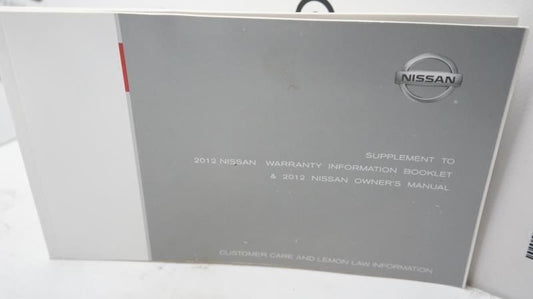 NISSAN
SUPPLEMENT TO
2012 NISSAN WARRANTY INFORMATION BOOKLET
& 2012 NISSAN OWNER'S MANUAL
CUSTOMER CARE AND LEMON LAW INFORMATION